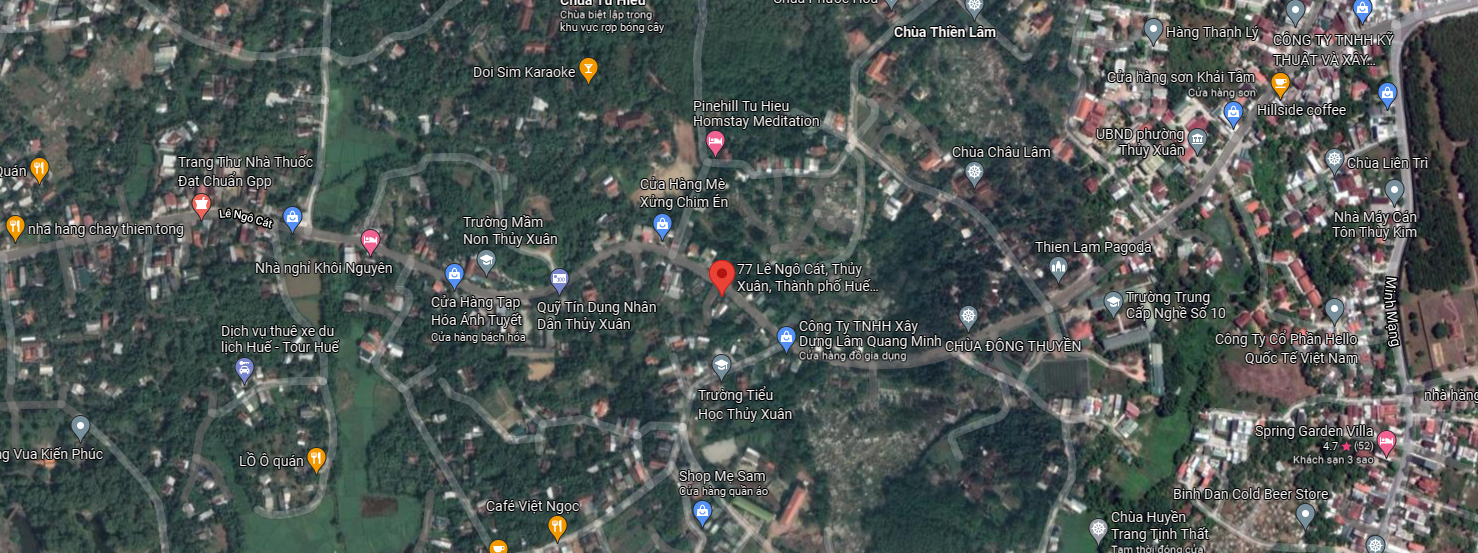 Chùa Từ Hiếu
Chùa biệt lập trong
khu vực rợp bóng cây
Chùa Phước Hòa
Chùa Thiền Lâm
Hàng Thanh Lý
CÔNG TY TNHH KỸ
THUẬT VÀ XÂY...
Doi Sim Karaoke
Cửa hàng sơn Khải Tâm
Cửa hàng sơn
Hillside coffee
Pinehill Tu Hieu
Homstay Meditation
UBND phường
Thủy Xuân
Chùa Châu Lâm
Chùa Liên Trì
Quán
Trang Thư Nhà Thuốc
Đạt Chuẩn Gpp
Cửa Hàng Mè
Xửng Chim Én
Nhà Máy Cán
Tôn Thủy Kim
nha hang chay thien tong
Lê Ngô Cát
Trường Mầm
Non Thủy Xuân
Thien Lam Pagoda
Nhà nghỉ Khôi Nguyên
77 Lê Ngô Cát, Thủy
Xuân, Thành phố Huế...
Cửa Hàng Tạp
Hóa Ánh Tuyết
Cửa hàng bách hóa
Quỹ Tín Dụng Nhân
Dân Thủy Xuân
Trường Trung
Cấp Nghề Số 10
Minh Mạng
Dịch vụ thuê xe du
lịch Huế - Tour Huế
Công Ty TNHH Xây
Dựng Lâm Quang Minh
Cửa hàng đồ gia dụng
CHÙA ĐÔNG THUYỀN
Công Ty Cổ Phần Hello
Quốc Tế Việt Nam
Trường Tiểu
Học Thủy Xuân
nhà hàng
Spring Garden Villa
4.7 ★ (52)
Khách sạn 3 sao
ng Vua Kiến Phúc
LỒ Ô quán
Shop Me Sam
Cửa hàng quần áo
Binh Dan Cold Beer Store
Café Việt Ngọc
Chùa Huyền
Trang Tịnh Thất
Tạm thời đóng cửa